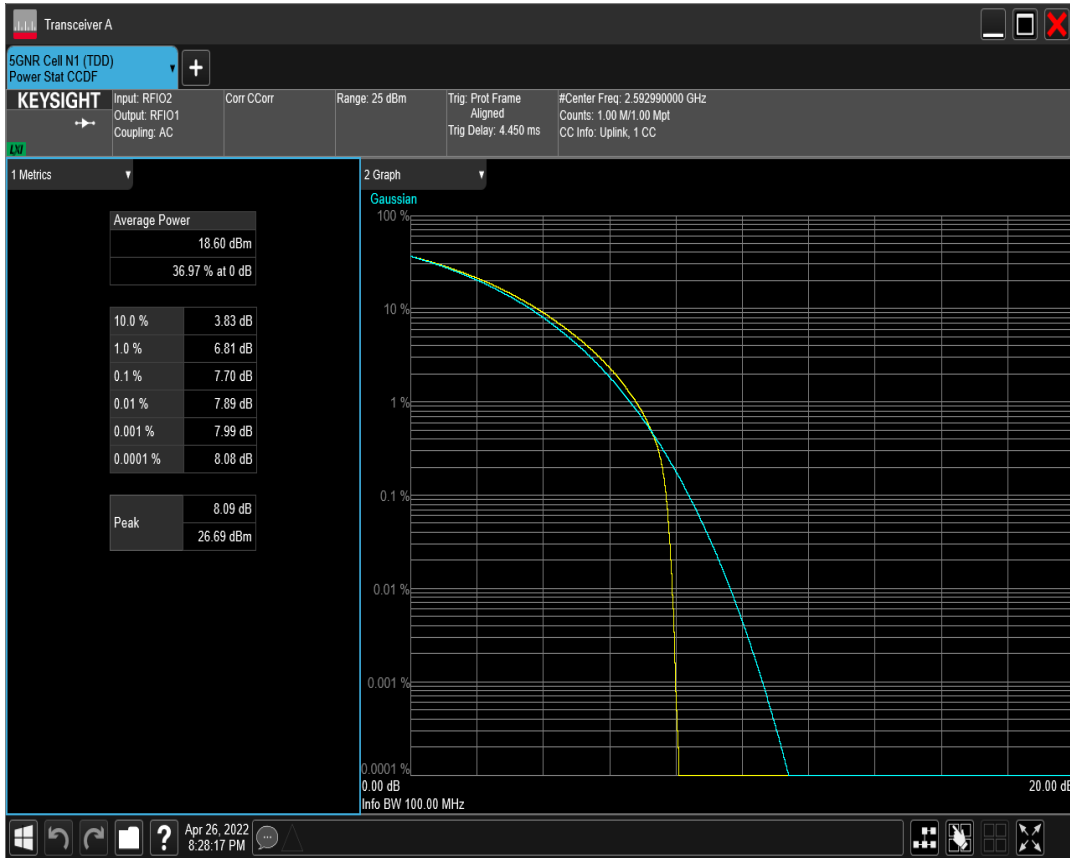 Transceiver A
5GNR Cell N1 (TDD)
Power Stat CCDF
KEYSIGHT
LXI
Input: RFIO2
Output: RFIO1
Coupling: AC
Corr CCorr
Range: 25 dBm
Trig: Prot Frame
Aligned
Trig Delay: 4.450 ms
#Center Freq: 2.592990000 GHz
Counts: 1.00 M/1.00 Mpt
CC Info: Uplink, 1 CC
1 Metrics
Average Power
18.60 dBm
36.97 % at 0 dB
10.0 % 3.83 dB
1.0 % 6.81 dB
0.1 % 7.70 dB
0.01 % 7.89 dB
0.001 % 7.99 dB
0.0001 % 8.08 dB
Peak 8.09 dB
26.69 dBm
2 Graph
Gaussian
100 %
10 %
1 %
0.1 %
0.01 %
0.001 %
0.0001 %
0.00 dB 20.00 dB
Info BW 100.00 MHz
Apr 26, 2022
8:28:17 PM